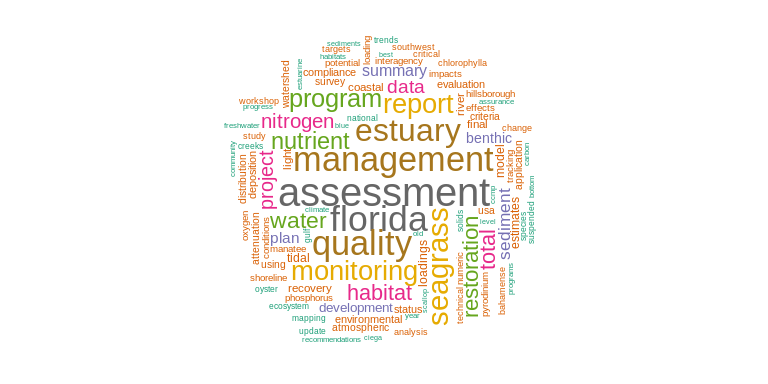 sediments
trends
habitats
targets
loading
best
southwest
critical
potential
interagency
chlorophylla
estuarine
compliance
summary
impacts
watershed
survey
coastal
data
evaluation
workshop
program
report
river
hillsborough
progress
assurance
effects
nitrogen
national
criteria
freshwater
blue
estuary
final
change
study
nutrient
benthic
creeks
light
management
model
tracking
application
carbon
community
distribution
deposition
project
assessment
ccmp
bottom
climate
florida
usa
oxygen
attenuation
conditions
water
gulf
solids
level
estimates
species
suspended
plan
quality
old
seagrass
restoration
total
sediment
manatee
tidal
using
monitoring
loadings
numeric
technical
pyrodinium
bahamense
programs
shoreline
recovery
habitat
scallop
oyster
phosphorus
ecosystem
development
status
year
mapping
environmental
update
atmospheric
analysis
recommendations
ciega